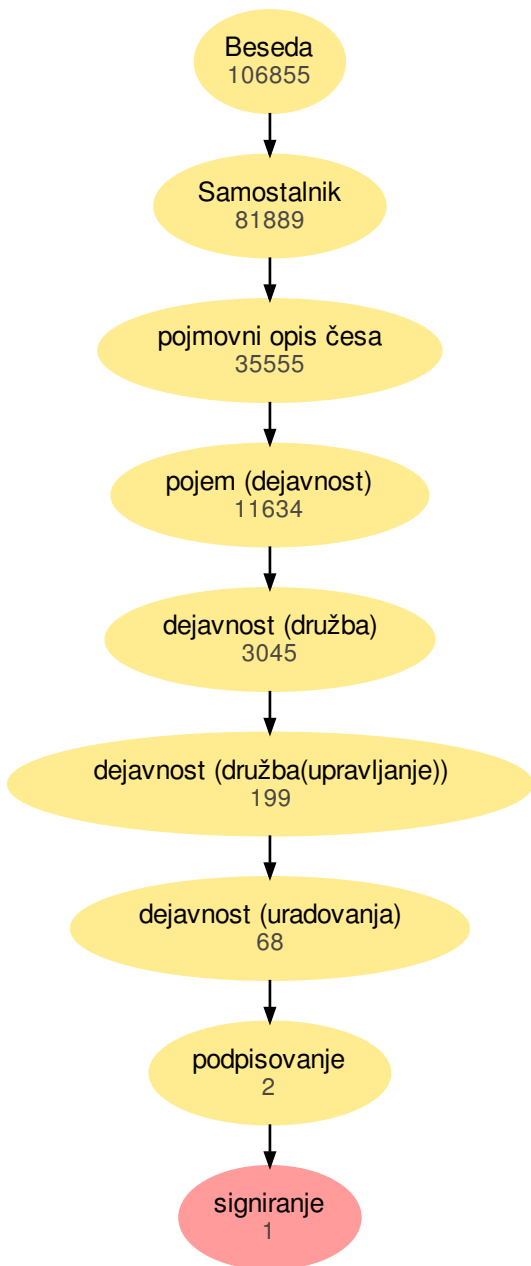 Beseda
106855
Samostalnik
81889
pojmovni opis česa
35555
pojem (dejavnost)
11634
dejavnost (družba)
3045
dejavnost (družba(upravljanje))
199
dejavnost (uradovanja)
68
podpisovanje
2
signiranje
1